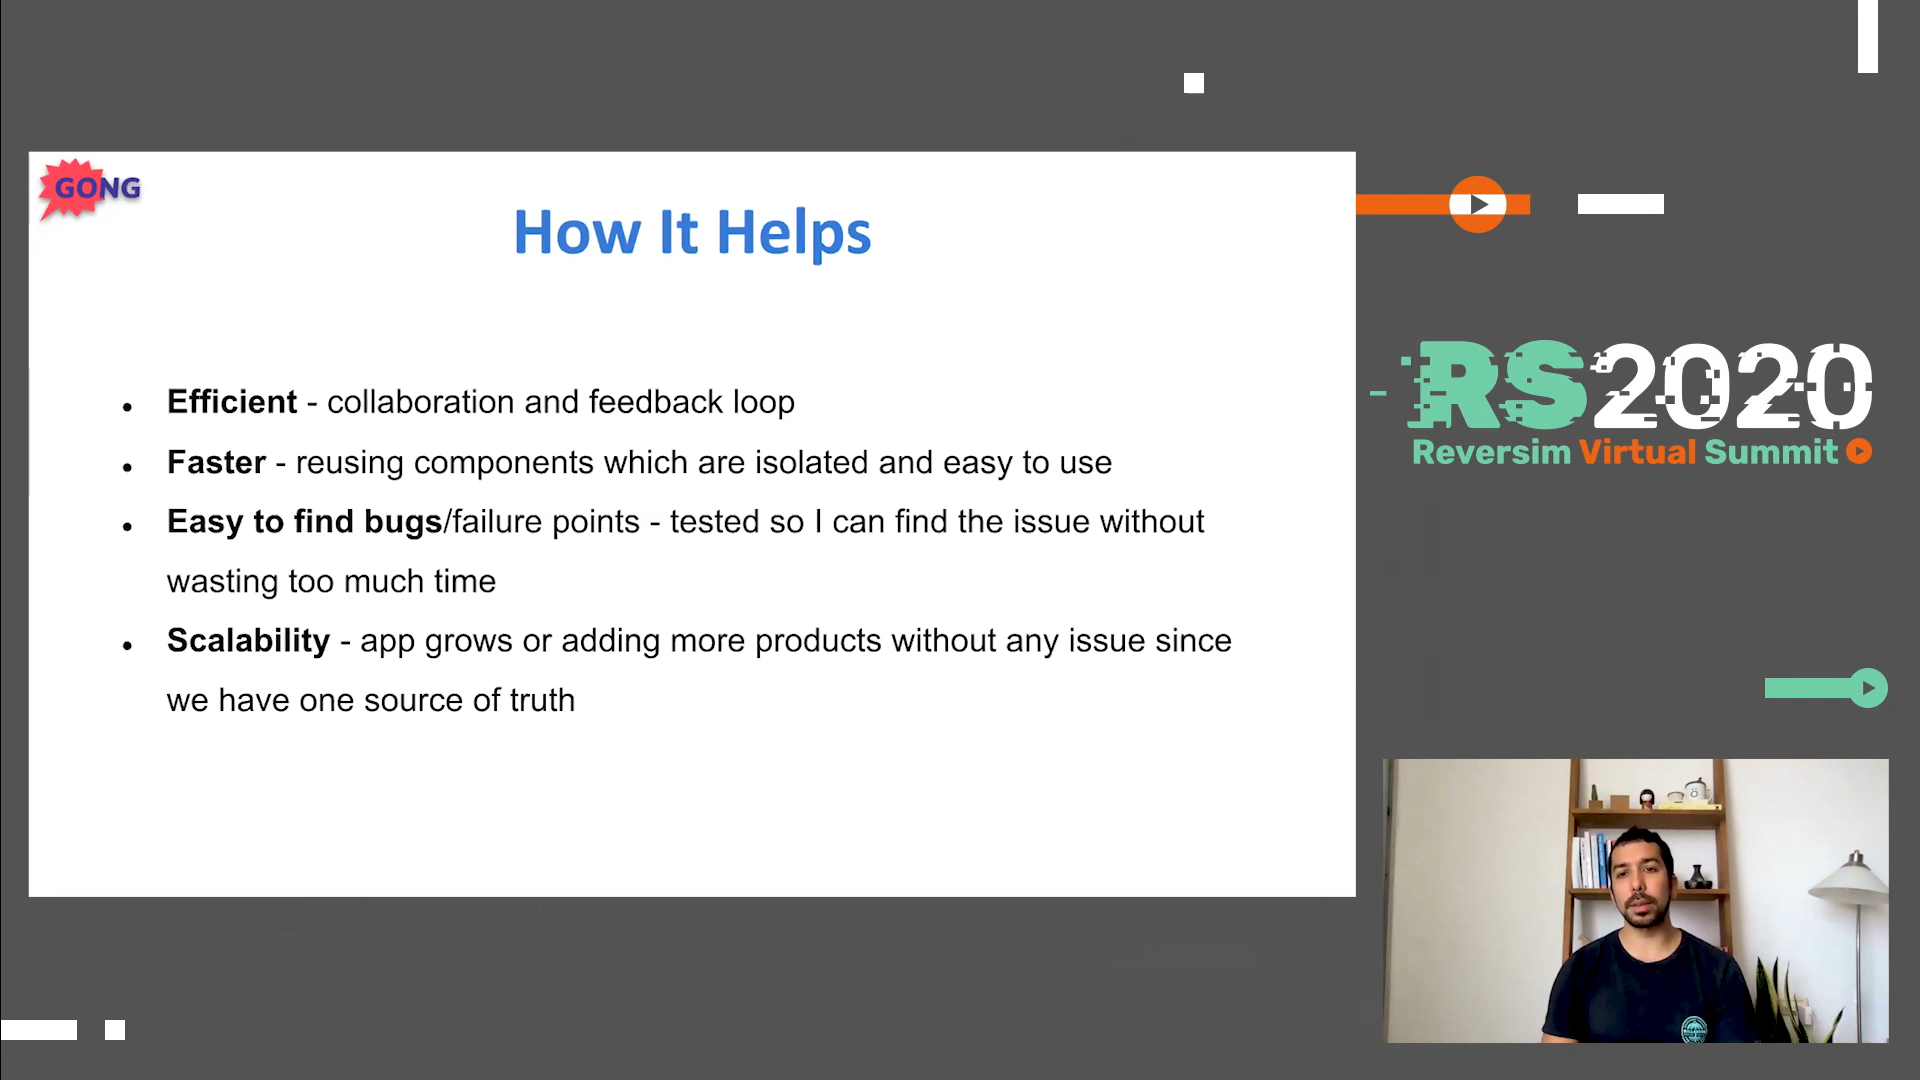 GONG
How It Helps
● Efficient - collaboration and feedback loop
● Faster - reusing components which are isolated and easy to use
● Easy to find bugs/failure points - tested so I can find the issue without
wasting too much time
● Scalability - app grows or adding more products without any issue since
we have one source of truth
RS2020
Reversim Virtual Summit